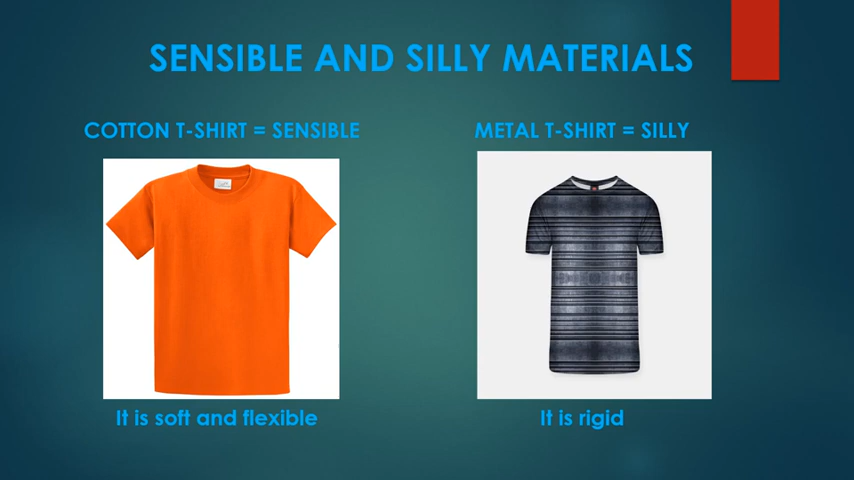 SENSIBLE AND SILLY MATERIALS
COTTON T-SHIRT = SENSIBLE
METAL T-SHIRT = SILLY
It is soft and flexible
It is rigid